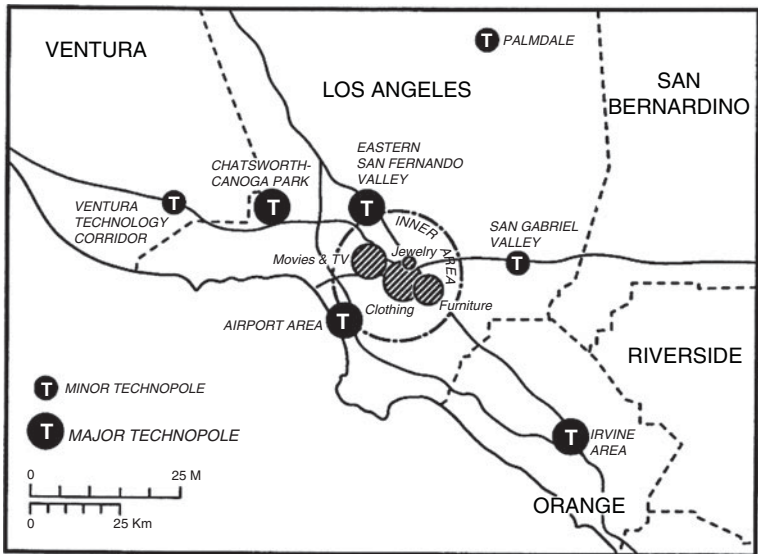 VENTURA
T PALMDALE
LOS ANGELES
SAN
BERNARDINO
EASTERN
SAN FERNANDO
VALLEY
T
CHATSWORTH-
CANOGA PARK
T
T
VENTURA
TECHNOLOGY
CORRIDOR
INNER AREA
SAN GABRIEL
VALLEY
T
Movies & TV
Jewelry
Clothing
Furniture
AIRPORT AREA T
RIVERSIDE
T MINOR TECHNOPOLE
T MAJOR TECHNOPOLE
T IRVINE
AREA
ORANGE
0 25 M
0 25 Km